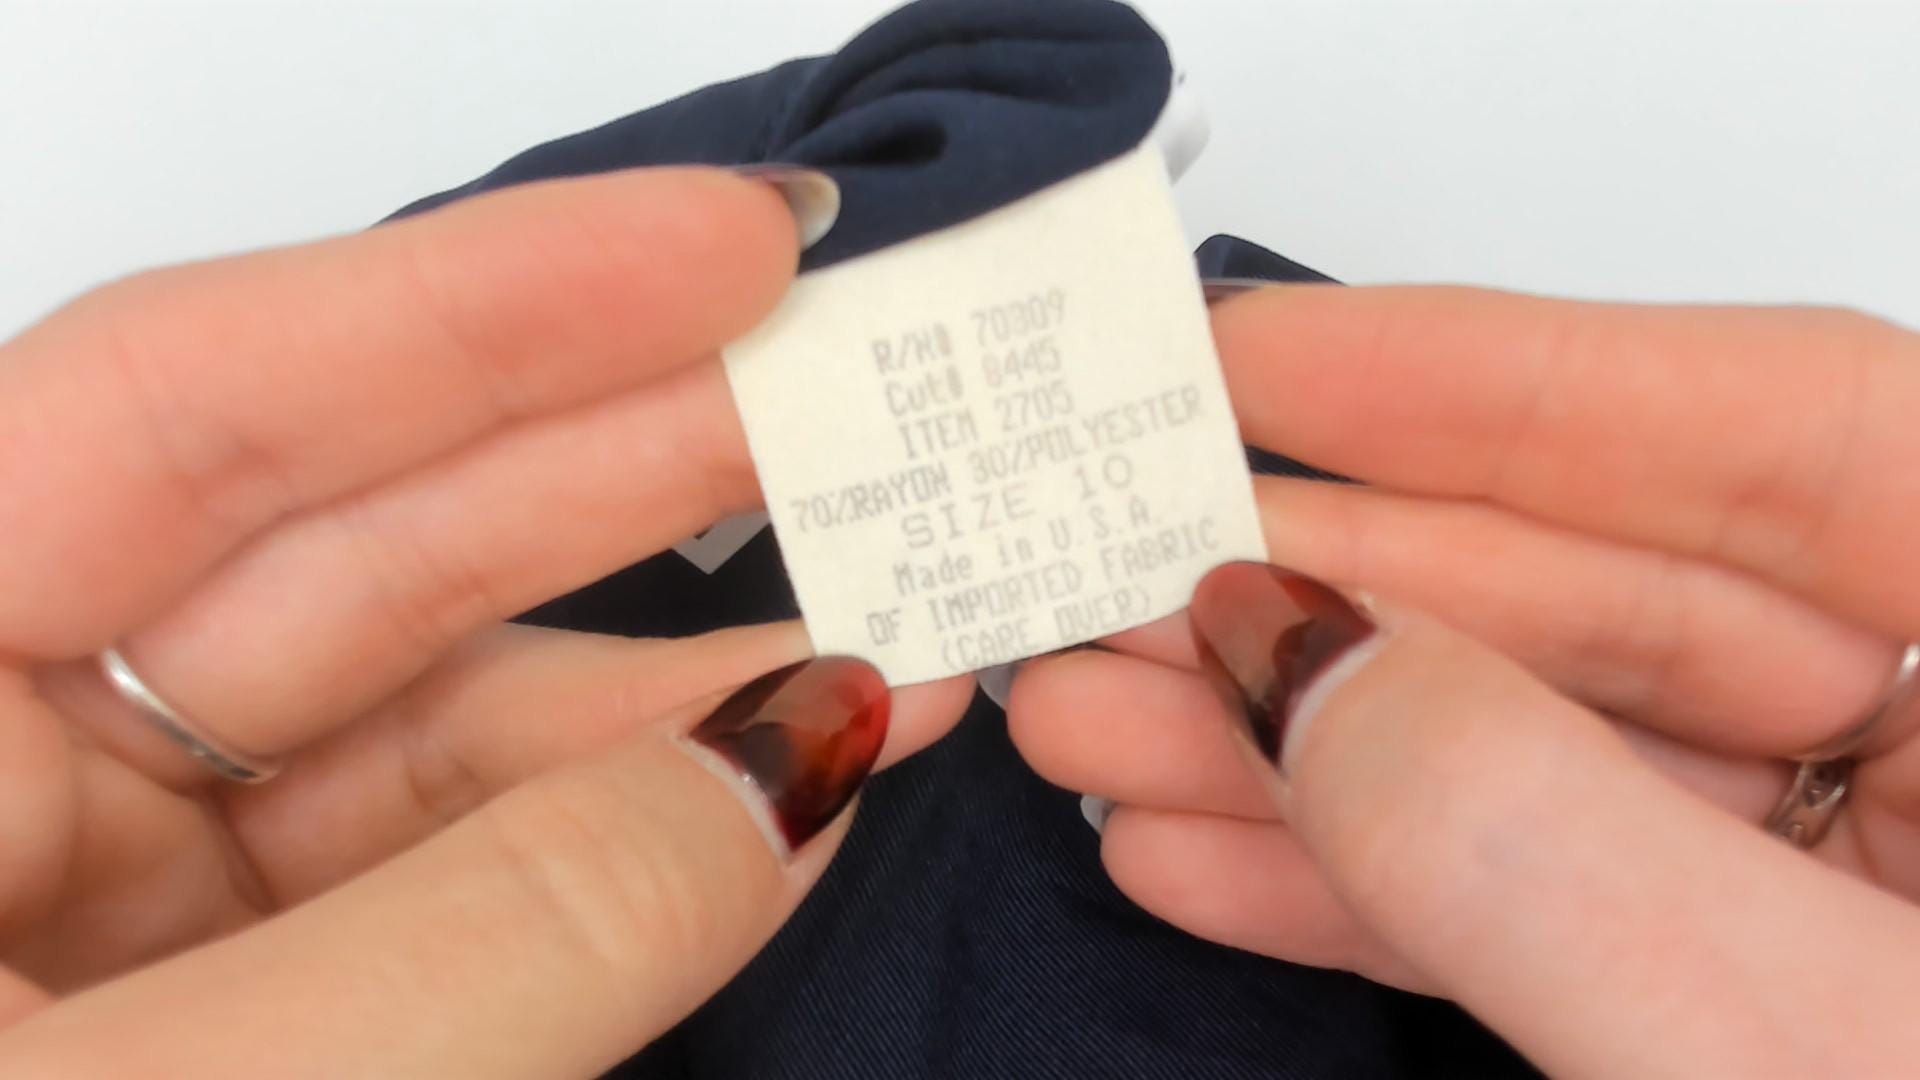 R/N# 70309
Cut# 8445
ITEM 2705
70%RAYON 30%POLYESTER
SIZE 10
Made in U.S.A.
OF IMPORTED FABRIC
(CARE OVER)